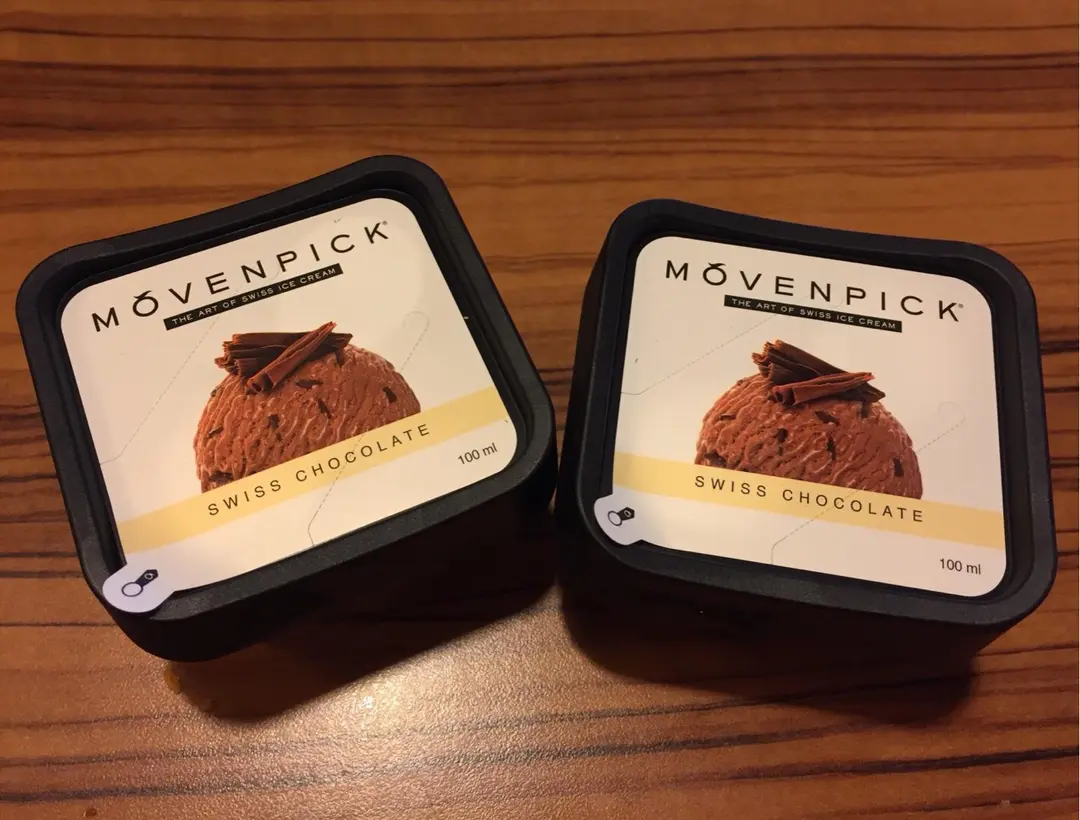 MÖVENPICK®
THE ART OF SWISS ICE CREAM
SWISS CHOCOLATE
100 ml
MÖVENPICK®
THE ART OF SWISS ICE CREAM
SWISS CHOCOLATE
100 ml